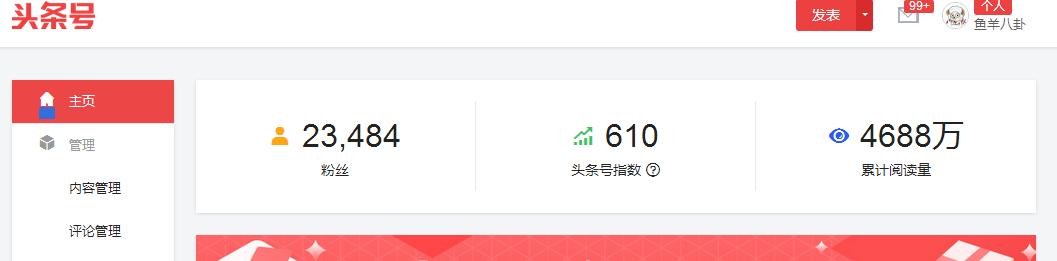 头条号
发表
99+
个人
鱼羊八卦
主页
管理
内容管理
评论管理
23,484
粉丝
610
头条号指数
4688万
累计阅读量